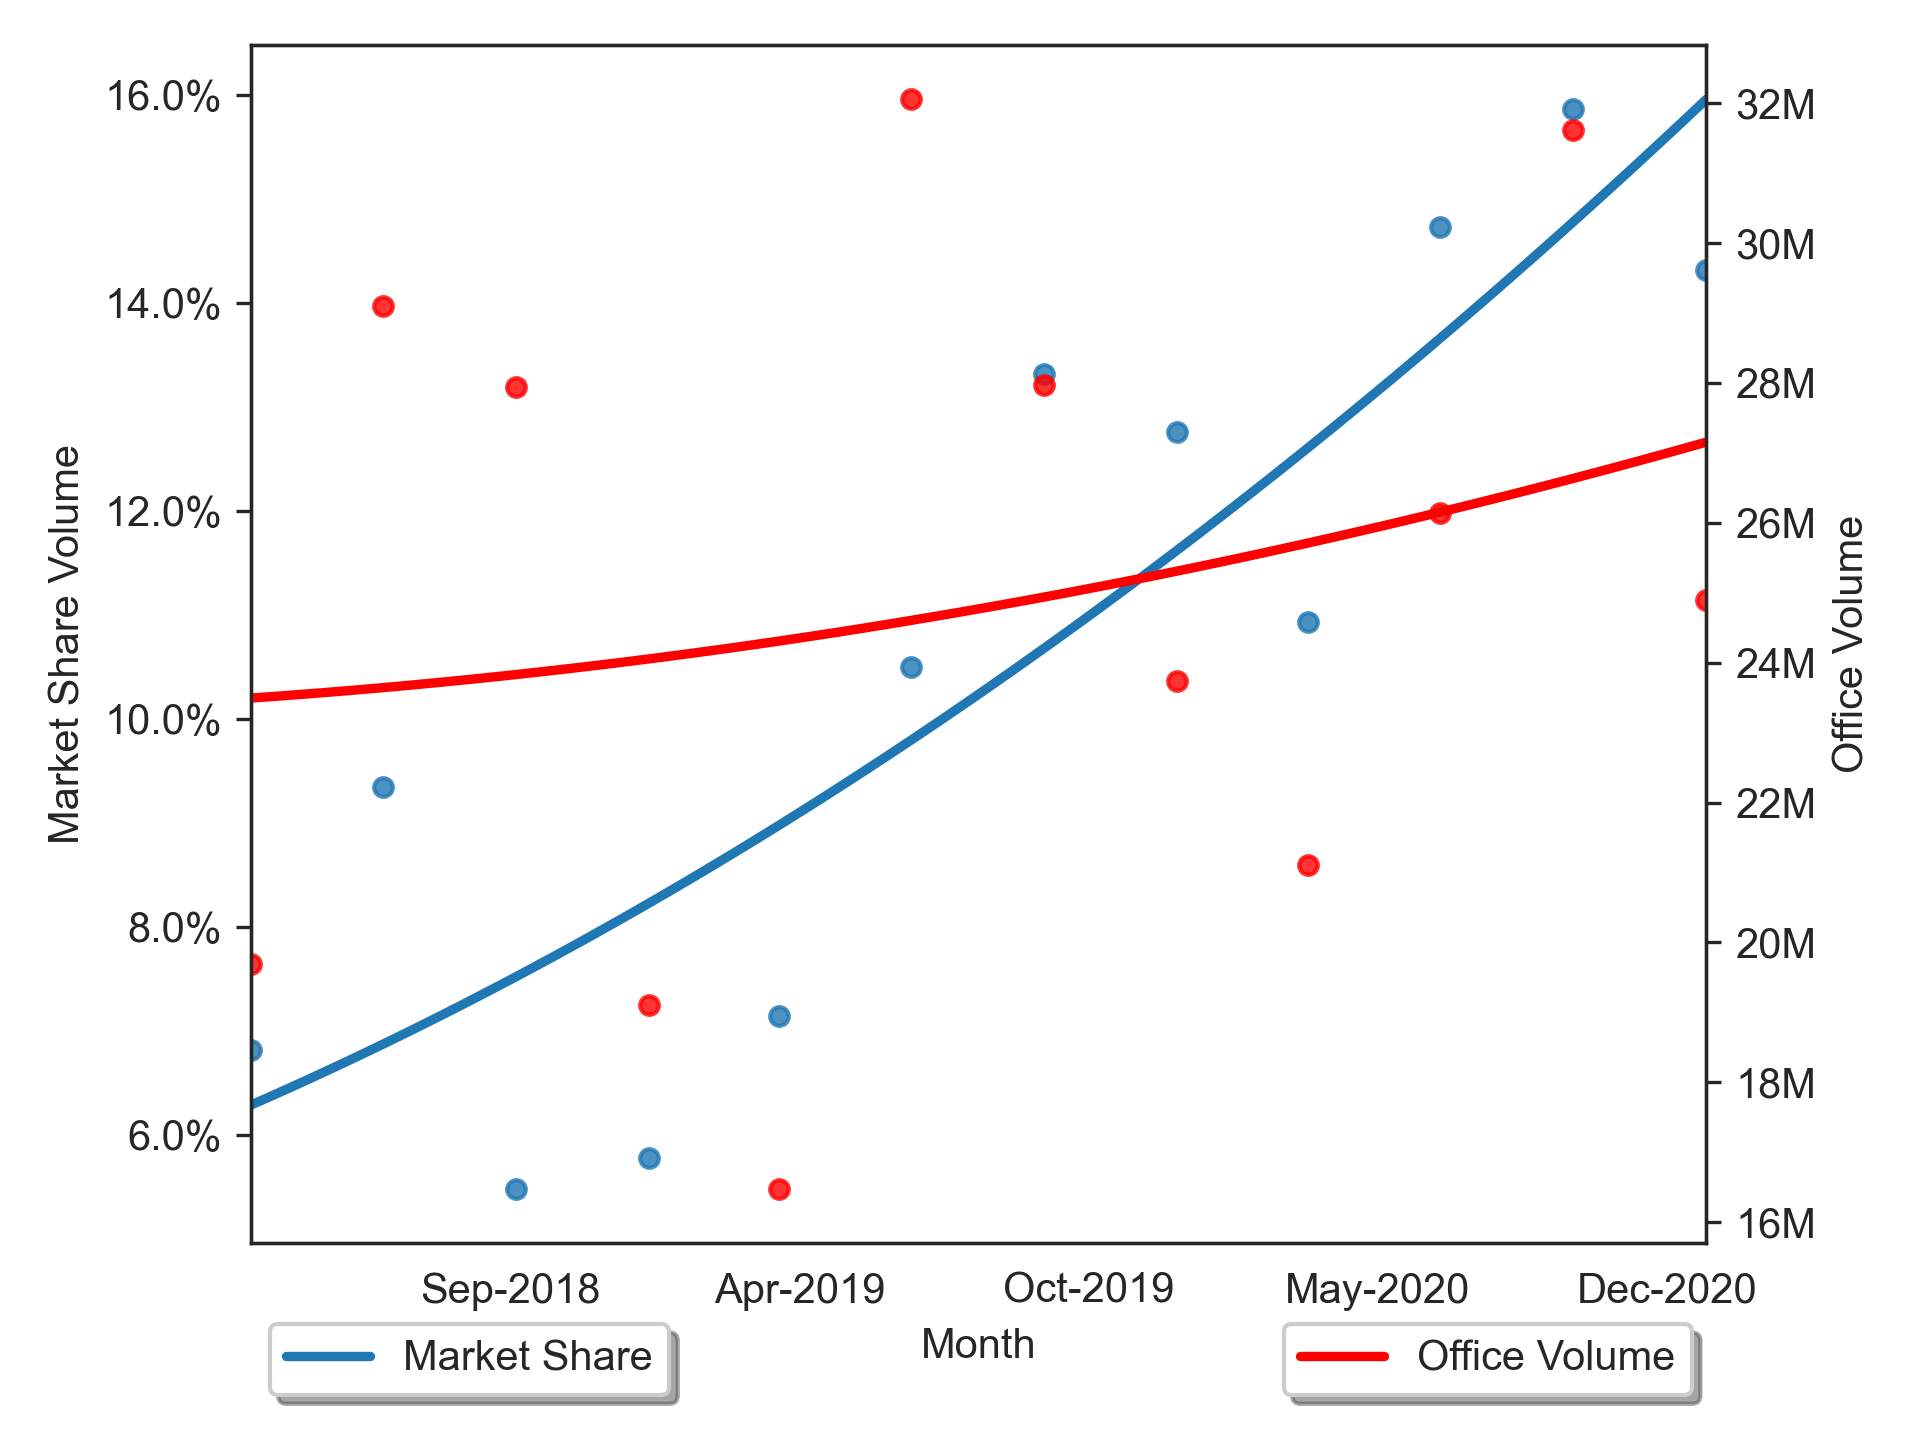 16.0%
14.0%
12.0%
10.0%
8.0%
6.0%
Market Share Volume
32M
30M
28M
26M
24M
22M
20M
18M
16M
Office Volume
Sep-2018
Apr-2019
Oct-2019
May-2020
Dec-2020
Month
Market Share
Office Volume